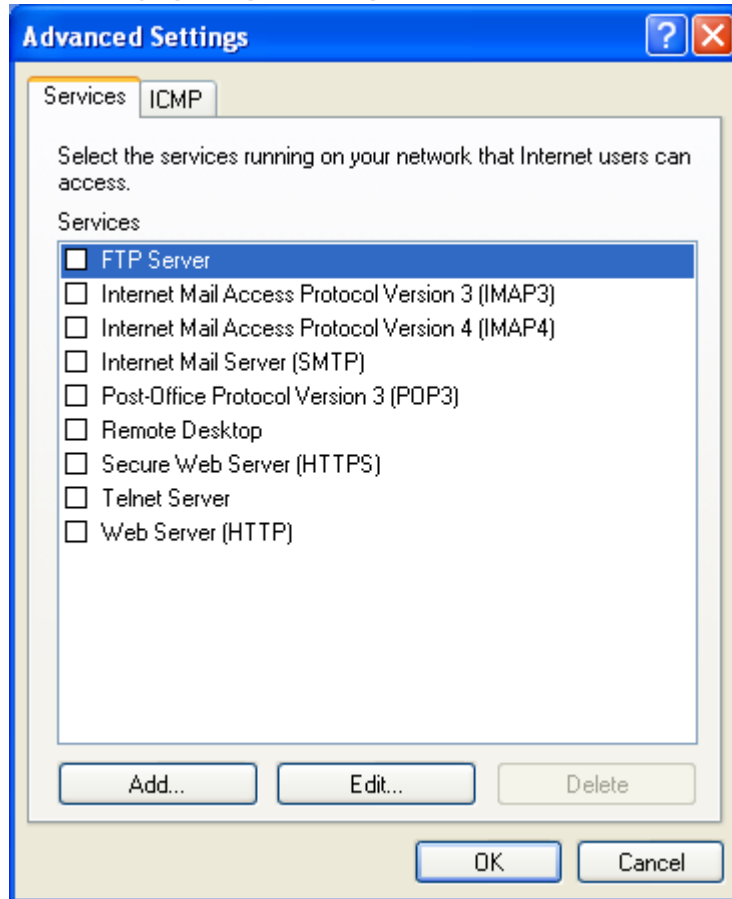 Advanced Settings
Services ICMP
Select the services running on your network that Internet users can
access.
Services
FTP Server
Internet Mail Access Protocol Version 3 (IMAP3)
Internet Mail Access Protocol Version 4 (IMAP4)
Internet Mail Server (SMTP)
Post-Office Protocol Version 3 (POP3)
Remote Desktop
Secure Web Server (HTTPS)
Telnet Server
Web Server (HTTP)
Add... Edit... Delete
OK Cancel